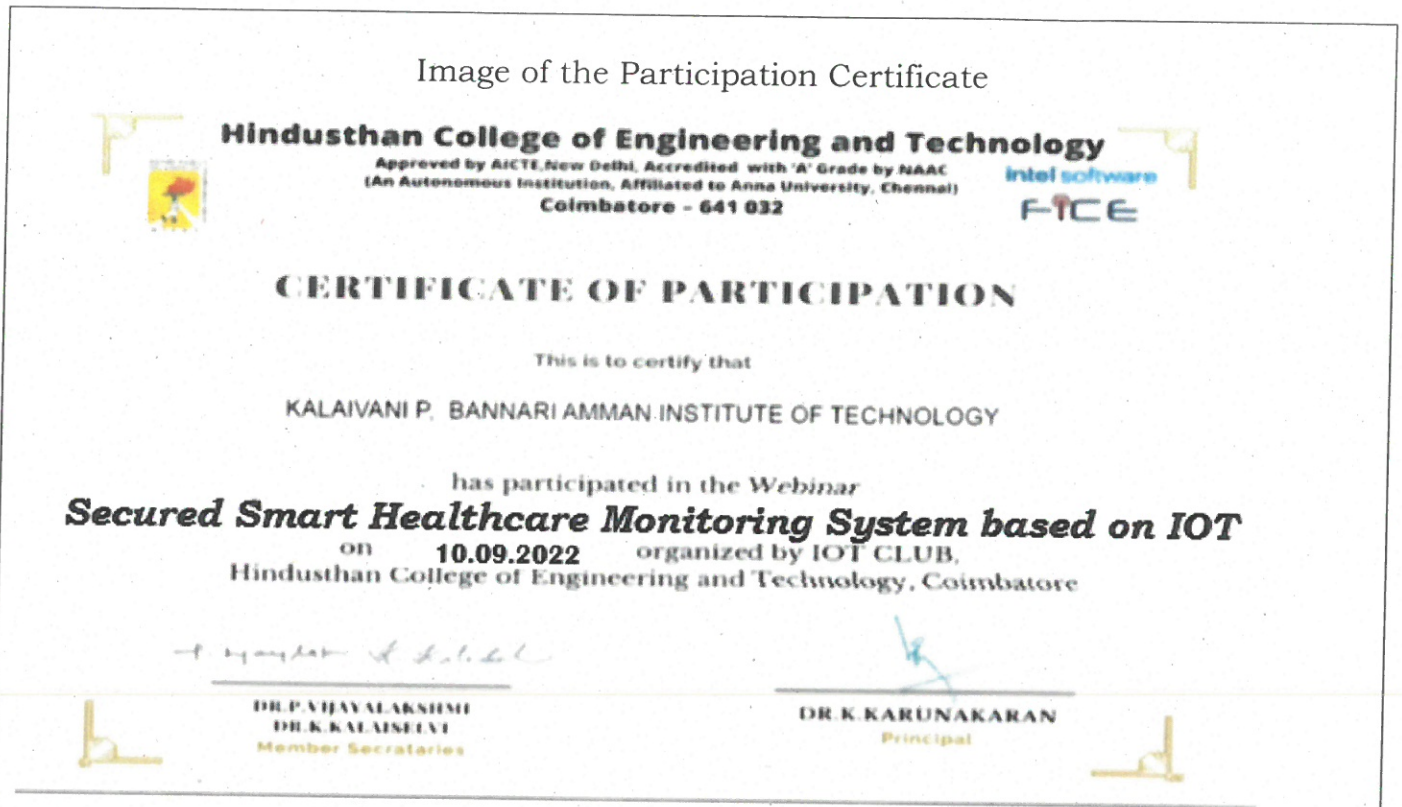 Image of the Participation Certificate
Hindusthan College of Engineering and Technology
Approved by AICTE,New Delhi, Accredited with 'A' Grade by NAAC
(An Autonomous Institution, Affiliated to Anna University, Chennai)
Coimbatore - 641 032
intel software
FICE
CERTIFICATE OF PARTICIPATION
This is to certify that
KALAIVANI P. BANNARI AMMAN INSTITUTE OF TECHNOLOGY
has participated in the Webinar
Secured Smart Healthcare Monitoring System based on IOT
on 10.09.2022 organized by IOT CLUB,
Hindusthan College of Engineering and Technology, Coimbatore
DR.P.VIJAYALAKSHMI
DR.K.KALAISELVI
Member Secrataries
DR.K.KARUNAKARAN
Principal